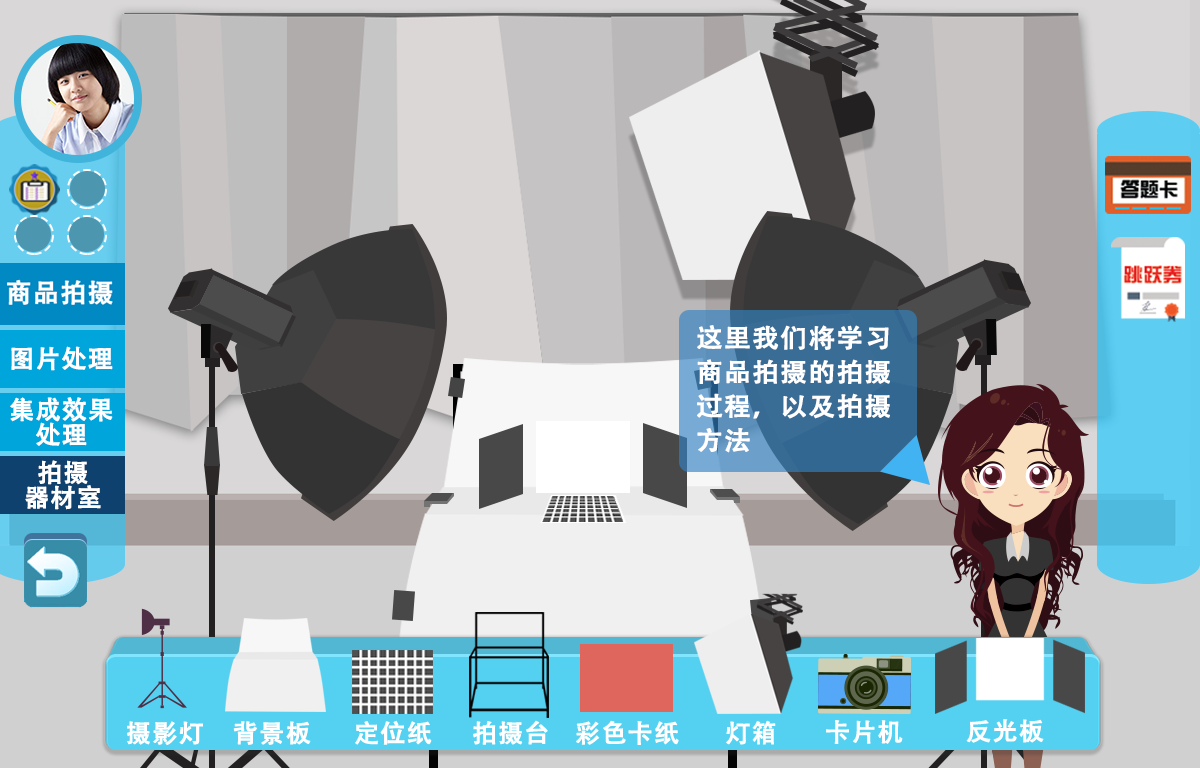 答题卡
跳跃券
商品拍摄
图片处理
集成效果
处理
拍摄
器材室
这里我们将学习
商品拍摄的拍摄
过程，以及拍摄
方法
摄影灯
背景板
定位纸
拍摄台
彩色卡纸
灯箱
卡片机
反光板